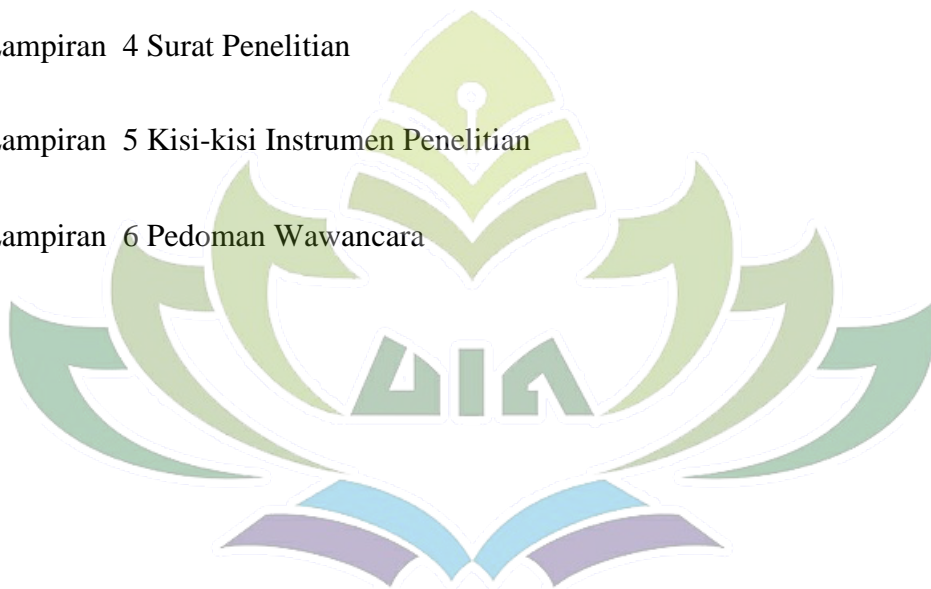 ampiran 4 Surat Penelitian
ampiran 5 Kisi-kisi Instrumen Penelitian
ampiran 6 Pedoman Wawancara